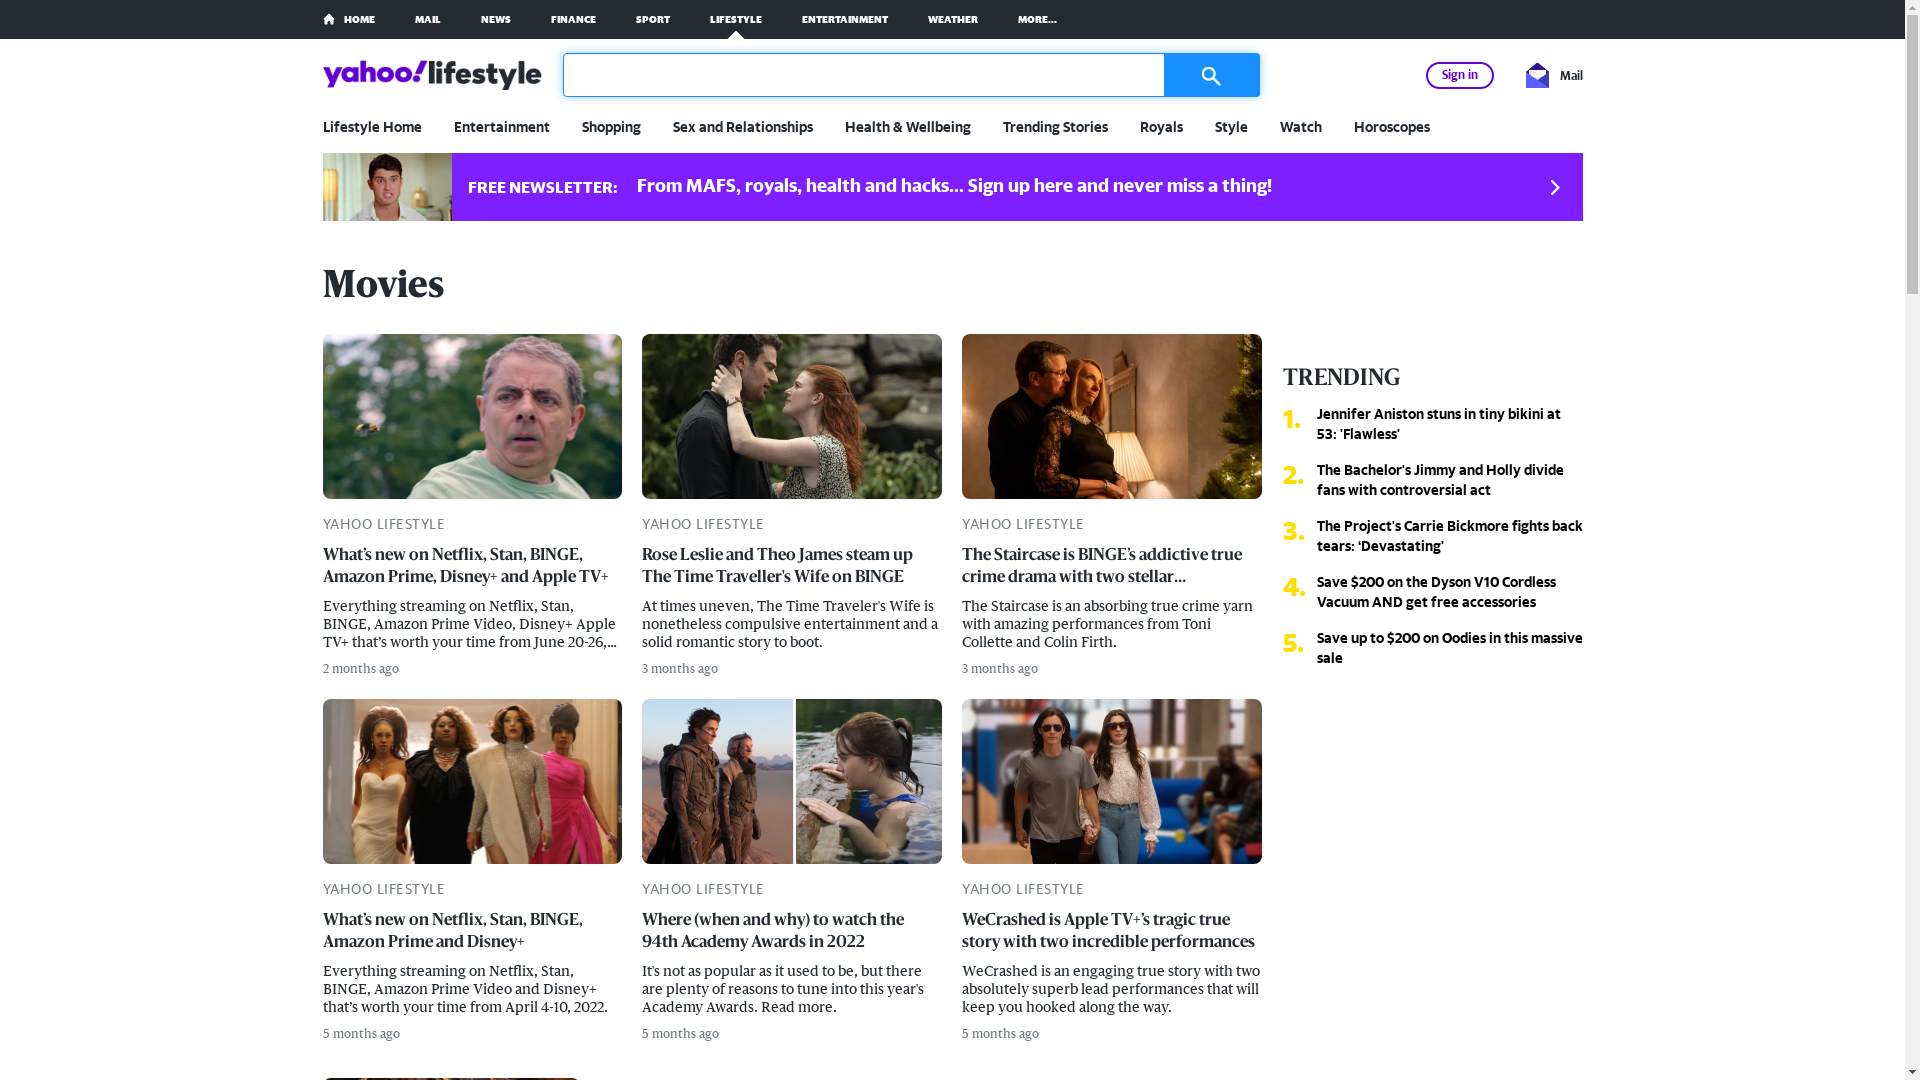 HOME MAIL NEWS FINANCE SPORT LIFESTYLE ENTERTAINMENT WEATHER MORE...
yahoo!lifestyle
Sign in
Mail
Lifestyle Home Entertainment Shopping Sex and Relationships Health & Wellbeing Trending Stories Royals Style Watch Horoscopes
FREE NEWSLETTER: From MAFS, royals, health and hacks... Sign up here and never miss a thing!
Movies
YAHOO LIFESTYLE
What's new on Netflix, Stan, BINGE,
Amazon Prime, Disney+ and Apple TV+
Everything streaming on Netflix, Stan,
BINGE, Amazon Prime Video, Disney+ Apple
TV+ that's worth your time from June 20-26,...
2 months ago
YAHOO LIFESTYLE
Rose Leslie and Theo James steam up
The Time Traveller's Wife on BINGE
At times uneven, The Time Traveler's Wife is
nonetheless compulsive entertainment and a
solid romantic story to boot.
3 months ago
YAHOO LIFESTYLE
The Staircase is BINGE's addictive true
crime drama with two stellar...
The Staircase is an absorbing true crime yarn
with amazing performances from Toni
Collette and Colin Firth.
3 months ago
YAHOO LIFESTYLE
What's new on Netflix, Stan, BINGE,
Amazon Prime and Disney+
Everything streaming on Netflix, Stan,
BINGE, Amazon Prime Video and Disney+
that's worth your time from April 4-10, 2022.
5 months ago
YAHOO LIFESTYLE
Where (when and why) to watch the
94th Academy Awards in 2022
It's not as popular as it used to be, but there
are plenty of reasons to tune into this year's
Academy Awards. Read more.
5 months ago
YAHOO LIFESTYLE
WeCrashed is Apple TV+'s tragic true
story with two incredible performances
WeCrashed is an engaging true story with two
absolutely superb lead performances that will
keep you hooked along the way.
5 months ago
TRENDING
1. Jennifer Aniston stuns in tiny bikini at
53: 'Flawless'
2. The Bachelor's Jimmy and Holly divide
fans with controversial act
3. The Project's Carrie Bickmore fights back
tears: 'Devastating'
4. Save $200 on the Dyson V10 Cordless
Vacuum AND get free accessories
5. Save up to $200 on Oodies in this massive
sale